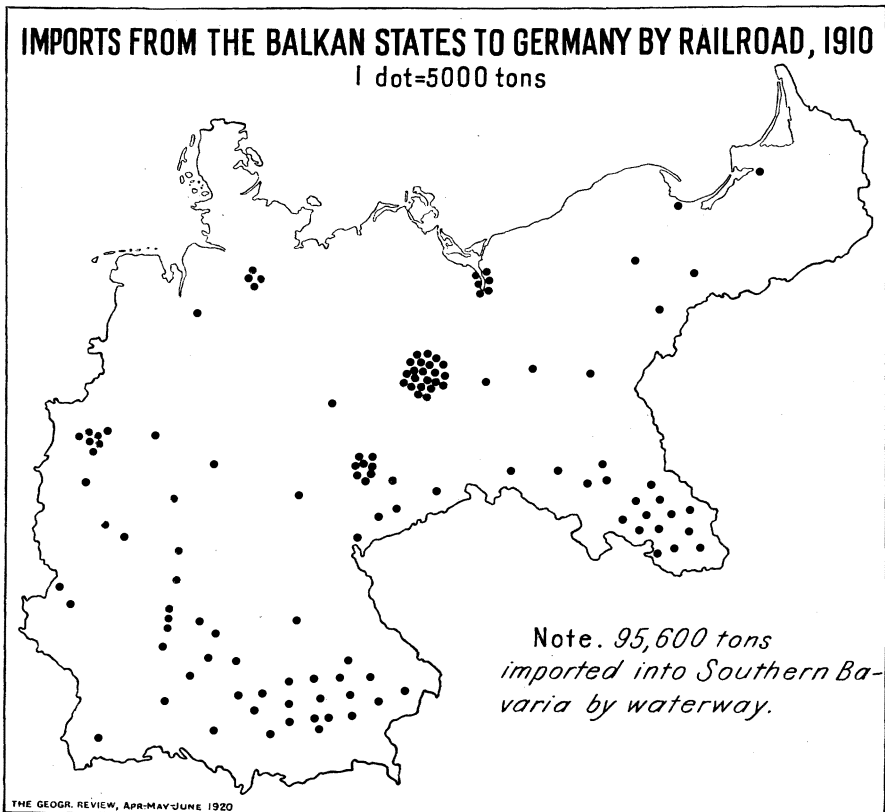 IMPORTS FROM THE BALKAN STATES TO GERMANY BY RAILROAD, 1910
1 dot=5000 tons
Note. 95,600 tons
imported into Southern Ba-
varia by waterway.
THE GEOGR. REVIEW, APR-MAY-JUNE 1920